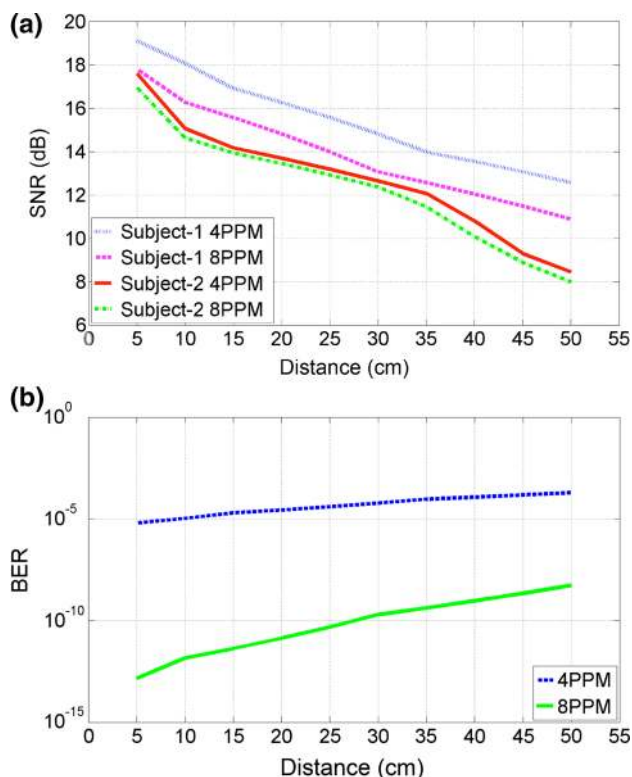 (a)
20
18
16
14
12
10
8
6
SNR (dB)
Subject-1 4PPM
Subject-1 8PPM
Subject-2 4PPM
Subject-2 8PPM
0 5 10 15 20 25 30 35 40 45 50 55
Distance (cm)
(b)
10^0
10^-5
10^-10
10^-15
BER
4PPM
8PPM
0 5 10 15 20 25 30 35 40 45 50 55
Distance (cm)